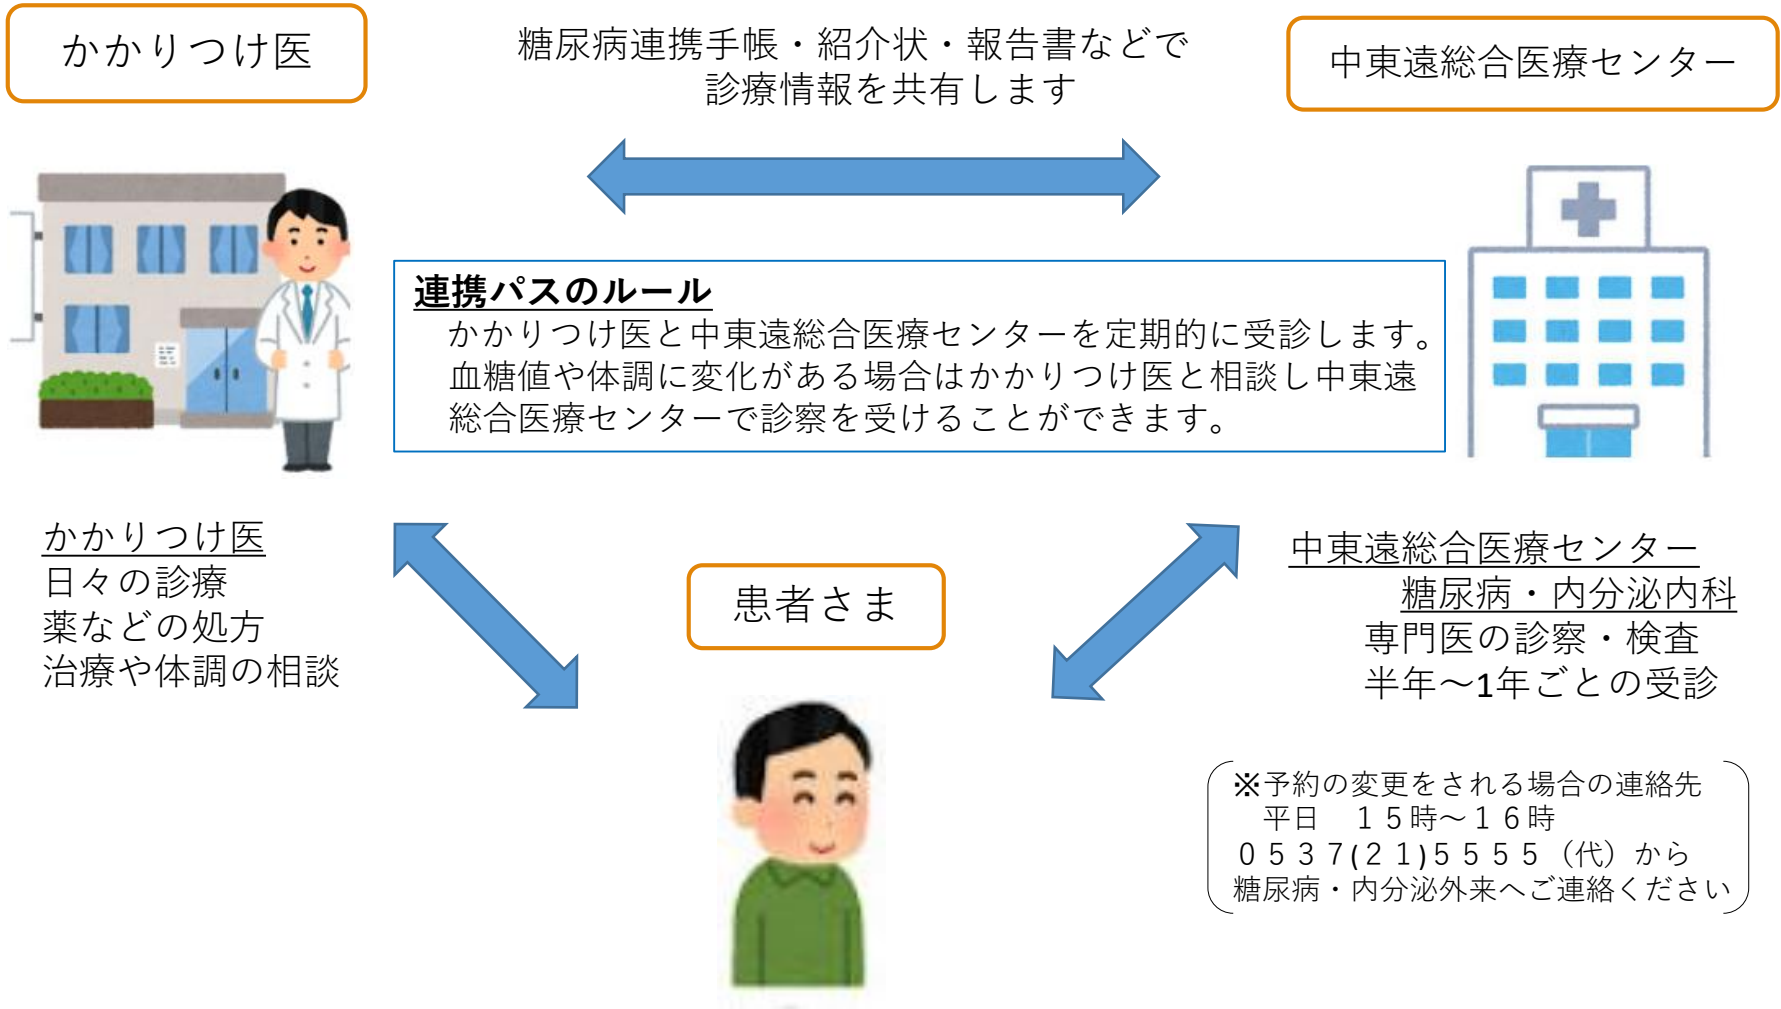 かかりつけ医
糖尿病連携手帳・紹介状・報告書などで
診療情報を共有します
中東遠総合医療センター
連携パスのルール
かかりつけ医と中東遠総合医療センターを定期的に受診します。
血糖値や体調に変化がある場合はかかりつけ医と相談し中東遠
総合医療センターで診察を受けることができます。
かかりつけ医
日々の診療
薬などの処方
治療や体調の相談
患者さま
中東遠総合医療センター
糖尿病・内分泌内科
専門医の診察・検査
半年～1年ごとの受診
※予約の変更をされる場合の連絡先
平日　１５時～１６時
０５３７(２１)５５５５（代）から
糖尿病・内分泌外来へご連絡ください